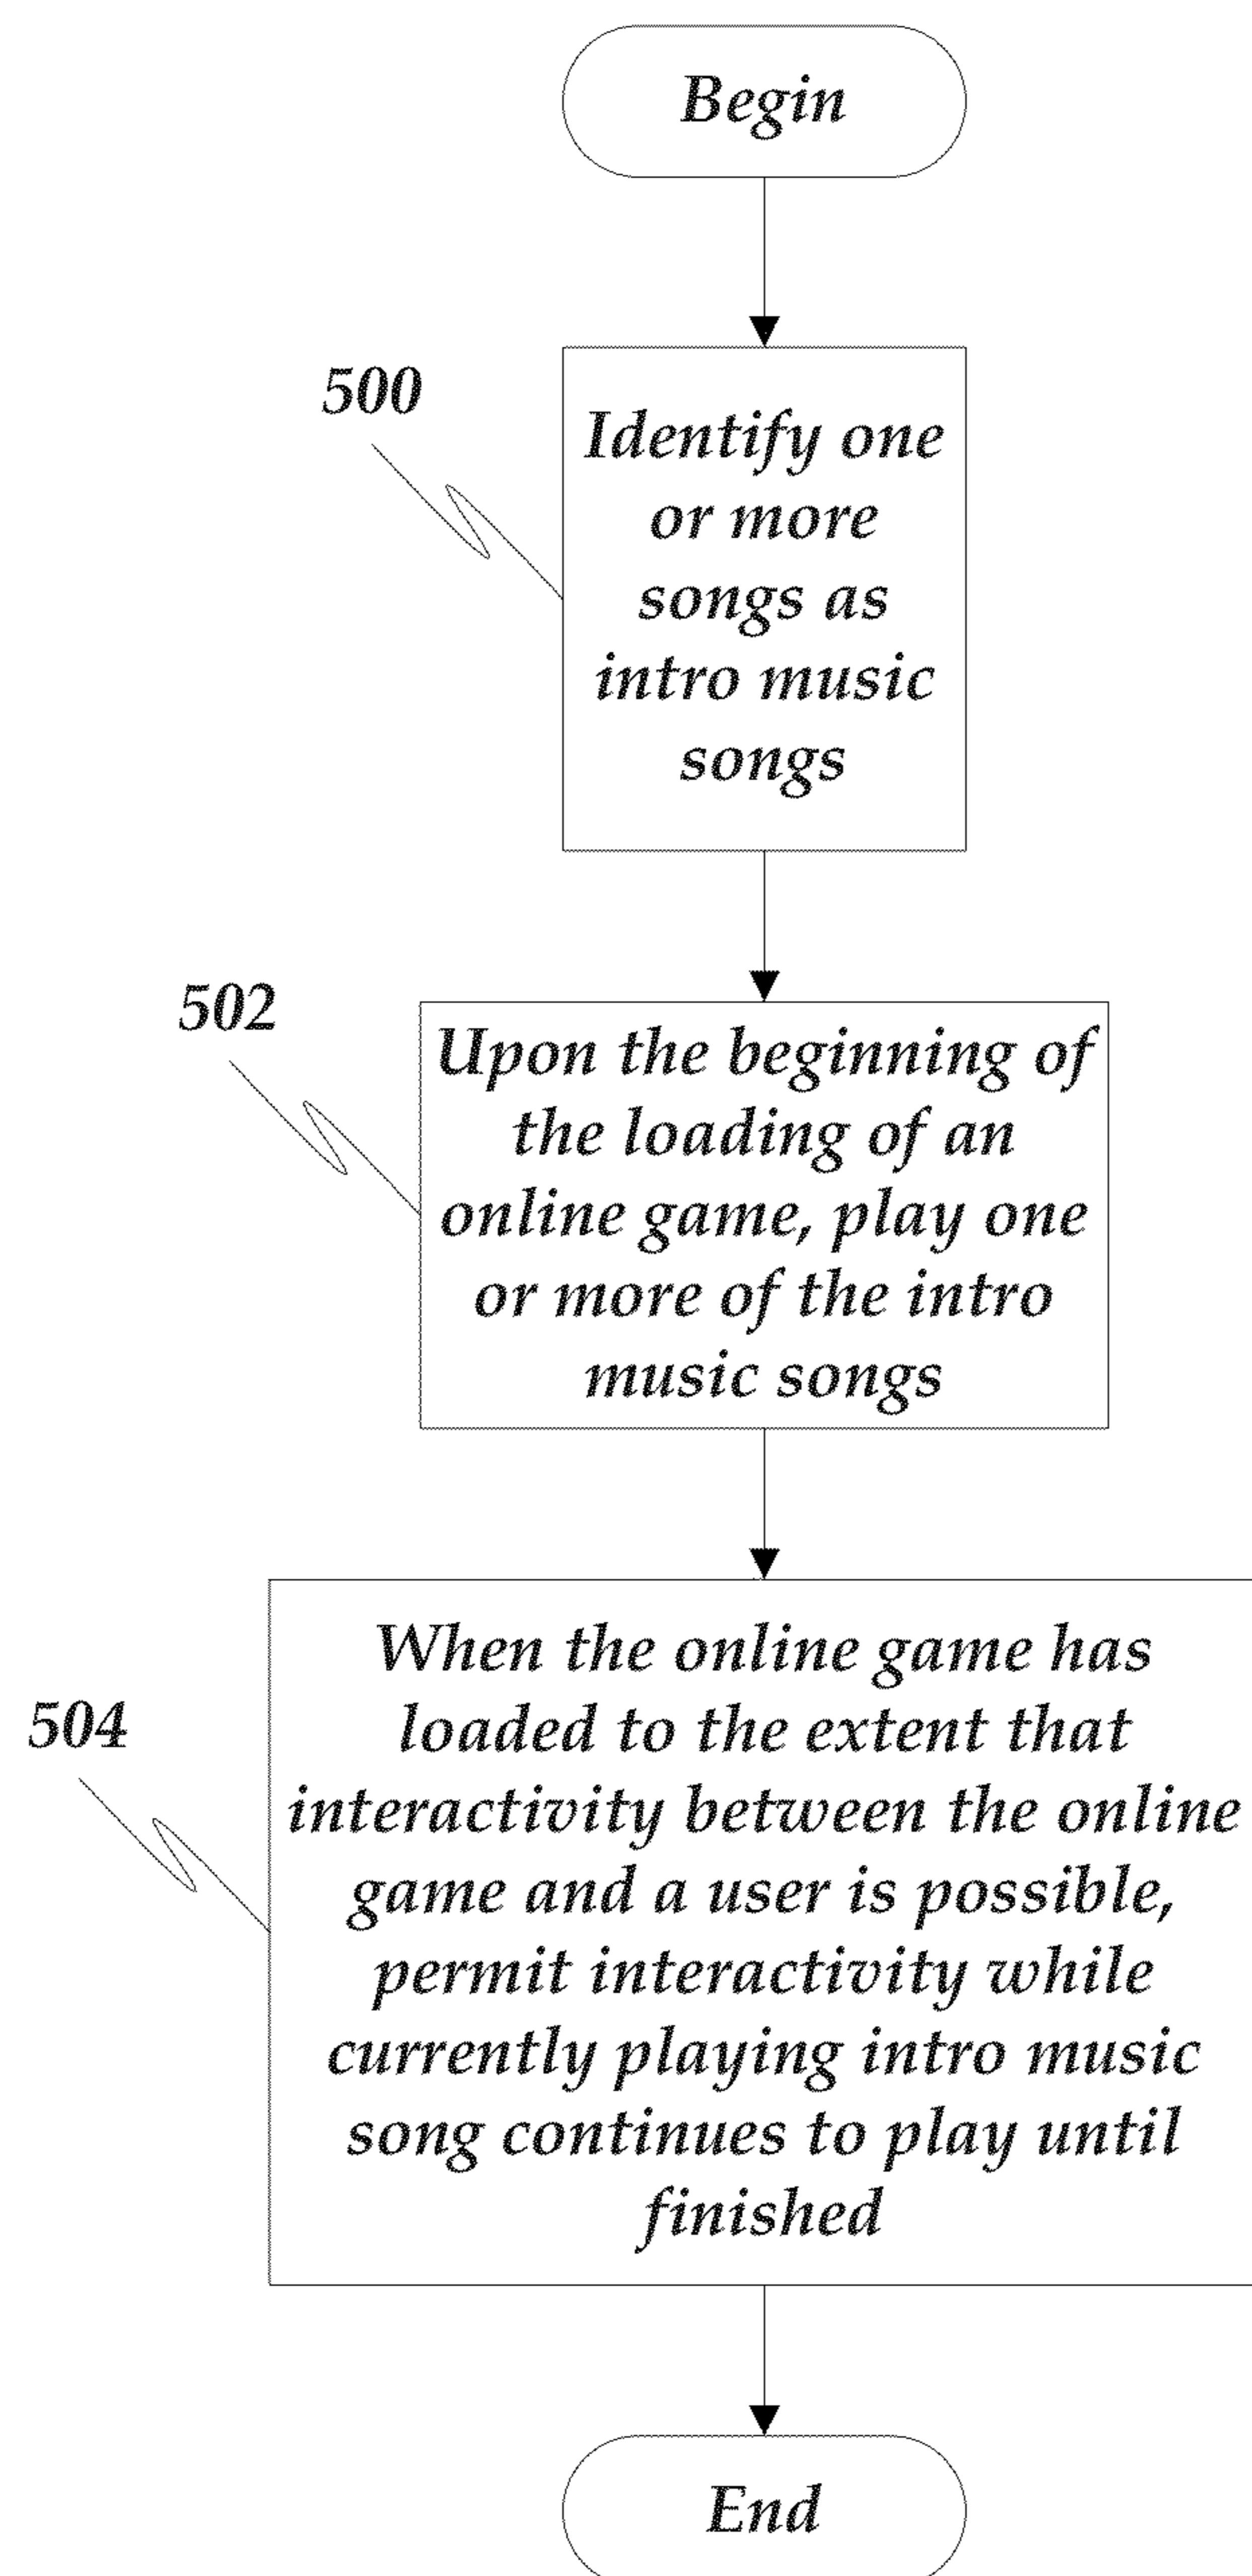 Begin
500
Identify one
or more
songs as
intro music
songs
502
Upon the beginning of
the loading of an
online game, play one
or more of the intro
music songs
504
When the online game has
loaded to the extent that
interactivity between the online
game and a user is possible,
permit interactivity while
currently playing intro music
song continues to play until
finished
End